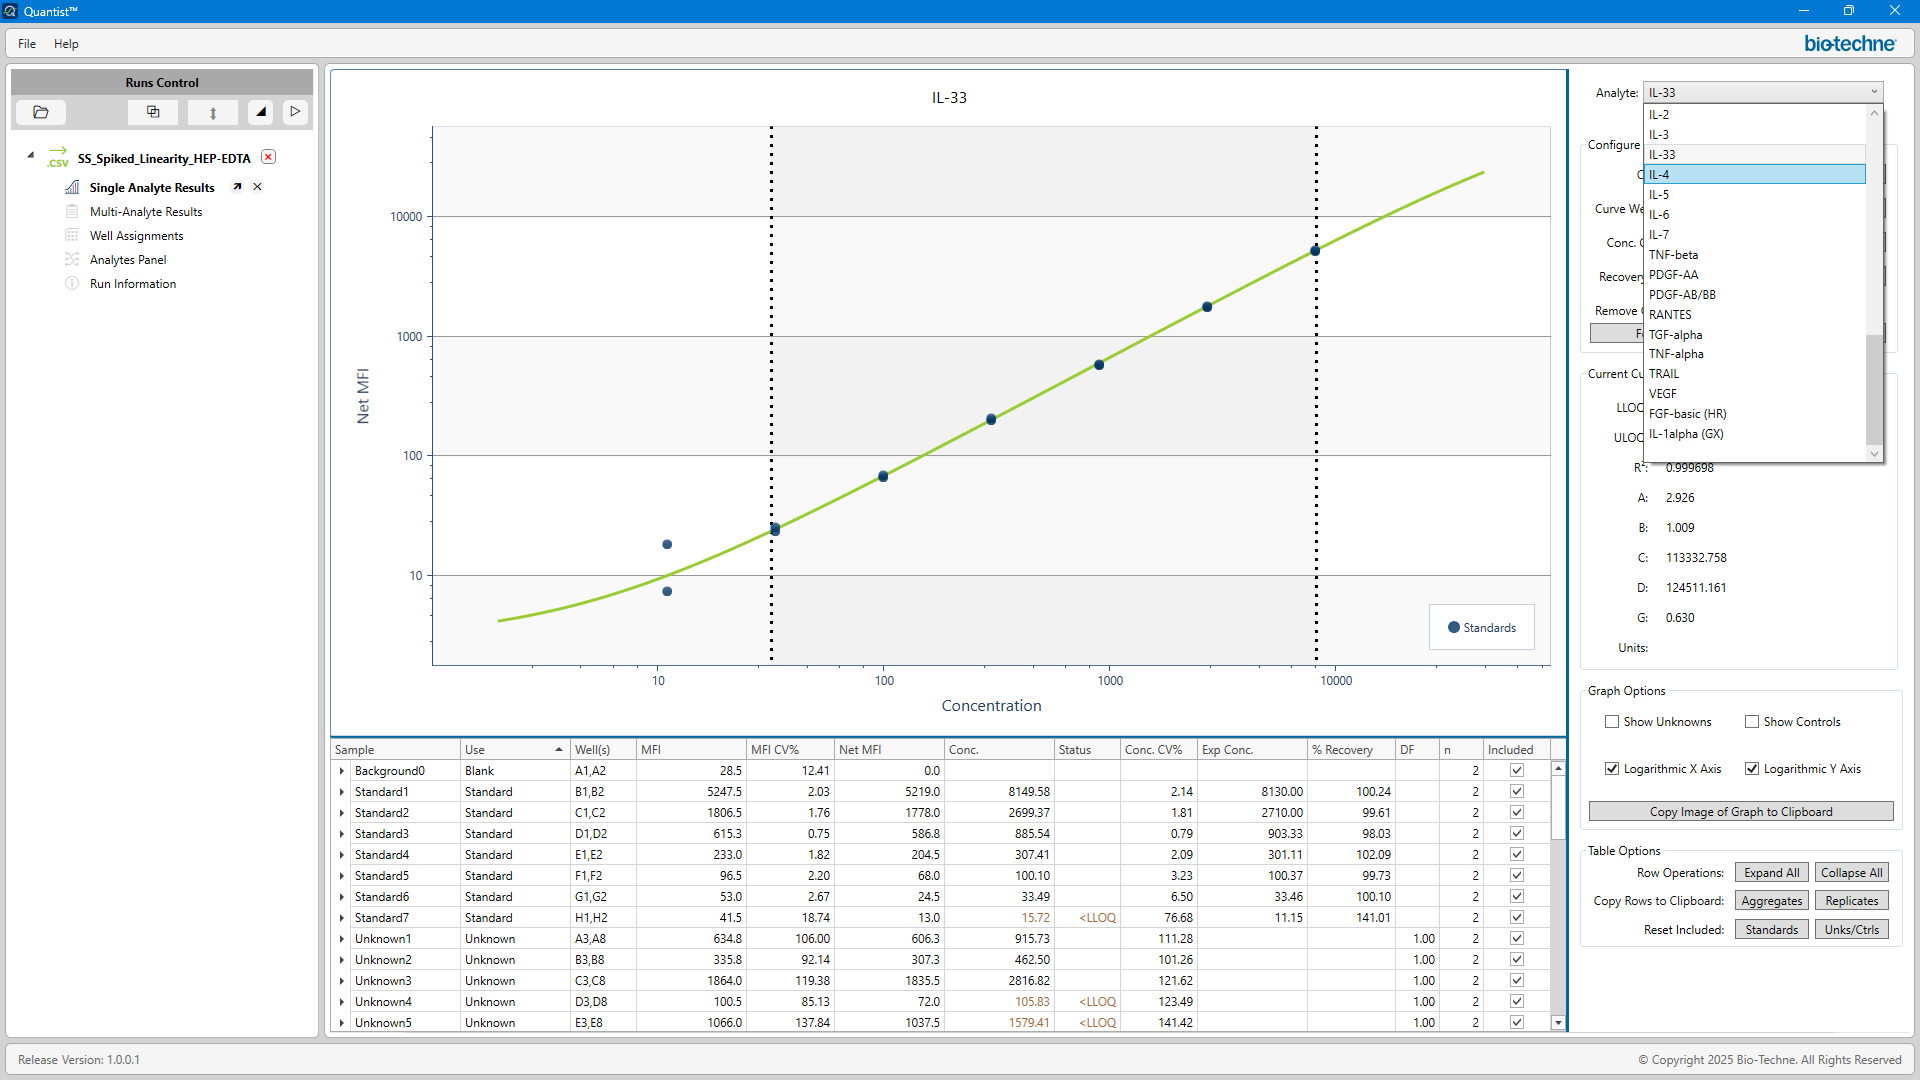 Quantist™
File Help
bio-techne
Runs Control
.CSV SS_Spiked_Linearity_HEP-EDTA
Single Analyte Results
Multi-Analyte Results
Well Assignments
Analytes Panel
Run Information
IL-33
Net MFI
10000
1000
100
10
10 100 1000 10000
Concentration
Standards
Analyte: IL-33
IL-2
IL-3
IL-33
IL-4
IL-5
IL-6
IL-7
TNF-beta
PDGF-AA
PDGF-AB/BB
RANTES
TGF-alpha
TNF-alpha
TRAIL
VEGF
FGF-basic (HR)
IL-1alpha (GX)
Configure
C
Curve We
Conc. C
Recovery
Remove
Current Cu
LLOQ
ULOQ
R²: 0.999698
A: 2.926
B: 1.009
C: 113332.758
D: 124511.161
G: 0.630
Units:
Graph Options
Show Unknowns Show Controls
Logarithmic X Axis Logarithmic Y Axis
Copy Image of Graph to Clipboard
Table Options
Row Operations: Expand All Collapse All
Copy Rows to Clipboard: Aggregates Replicates
Reset Included: Standards Unks/Ctrls
Sample Use Well(s) MFI MFI CV% Net MFI Conc. Status Conc. CV% Exp Conc. % Recovery DF n Included
Background0 Blank A1,A2 28.5 12.41 0.0 2
Standard1 Standard B1,B2 5247.5 2.03 5219.0 8149.58 2.14 8130.00 100.24 2
Standard2 Standard C1,C2 1806.5 1.76 1778.0 2699.37 1.81 2710.00 99.61 2
Standard3 Standard D1,D2 615.3 0.75 586.8 885.54 0.79 903.33 98.03 2
Standard4 Standard E1,E2 233.0 1.82 204.5 307.41 2.09 301.11 102.09 2
Standard5 Standard F1,F2 96.5 2.20 68.0 100.10 3.23 100.37 99.73 2
Standard6 Standard G1,G2 53.0 2.67 24.5 33.49 6.50 33.46 100.10 2
Standard7 Standard H1,H2 41.5 18.74 13.0 15.72 <LLOQ 76.68 11.15 141.01 2
Unknown1 Unknown A3,A8 634.8 106.00 606.3 915.73 111.28 1.00 2
Unknown2 Unknown B3,B8 335.8 92.14 307.3 462.50 101.26 1.00 2
Unknown3 Unknown C3,C8 1864.0 119.38 1835.5 2816.82 121.62 1.00 2
Unknown4 Unknown D3,D8 100.5 85.13 72.0 105.83 <LLOQ 123.49 1.00 2
Unknown5 Unknown E3,E8 1066.0 137.84 1037.5 1579.41 <LLOQ 141.42 1.00 2
Release Version: 1.0.0.1
© Copyright 2025 Bio-Techne. All Rights Reserved